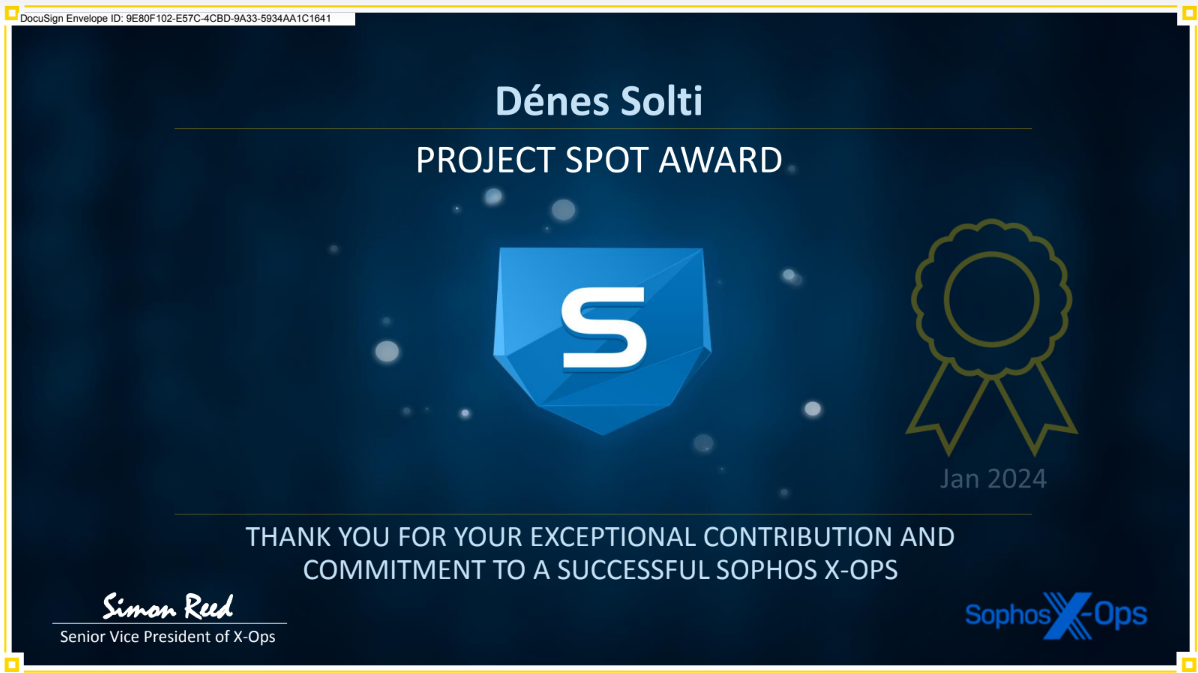 DocuSign Envelope ID: 9E80F102-E57C-4CBD-9A33-5934AA1C1641
Dénes Solti
PROJECT SPOT AWARD
S
Jan 2024
THANK YOU FOR YOUR EXCEPTIONAL CONTRIBUTION AND
COMMITMENT TO A SUCCESSFUL SOPHOS X-OPS
Simon Reed
Senior Vice President of X-Ops
Sophos X-Ops